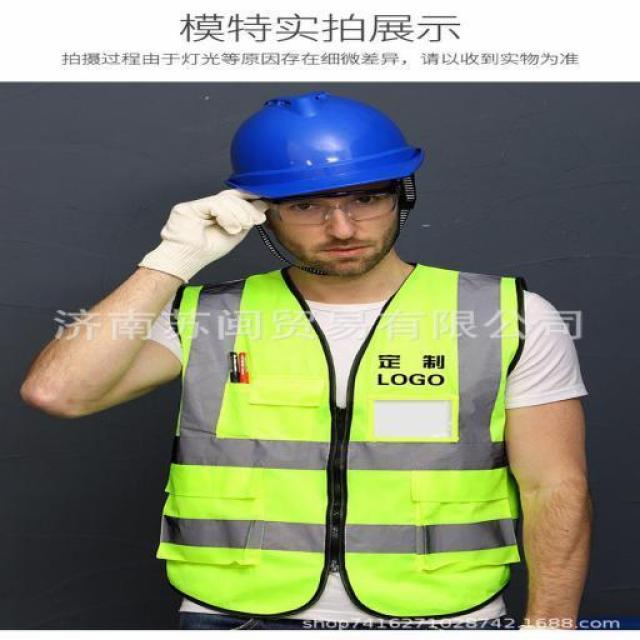 模特实拍展示
拍摄过程由于灯光等原因存在细微差异，请以收到实物为准
济南苏闽贸易有限公司
定 制
LOGO
shop7416271028742.1688.com